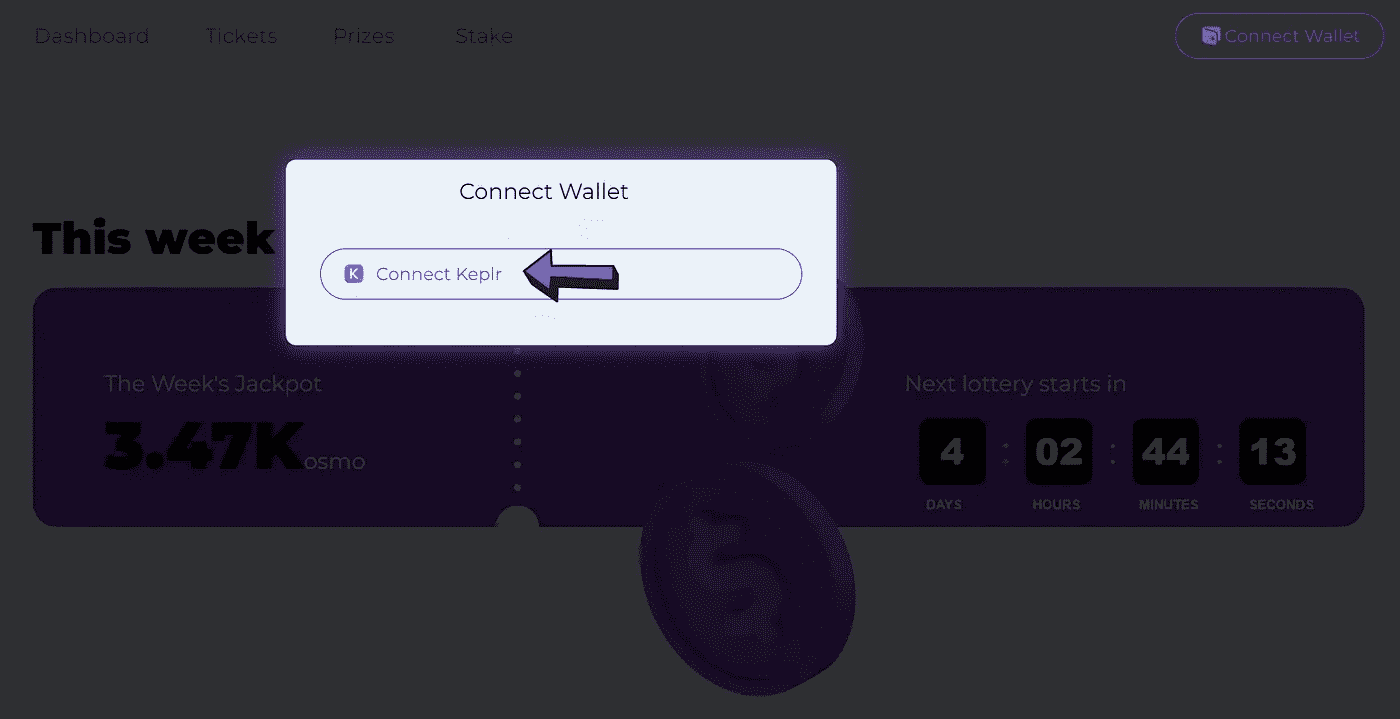 Dashboard Tickets Prizes Stake Connect Wallet
Connect Wallet
This week
K Connect Keplr
The Week's Jackpot
3.47K osmo
Next lottery starts in
4 : 02 : 44 : 13
DAYS HOURS MINUTES SECONDS